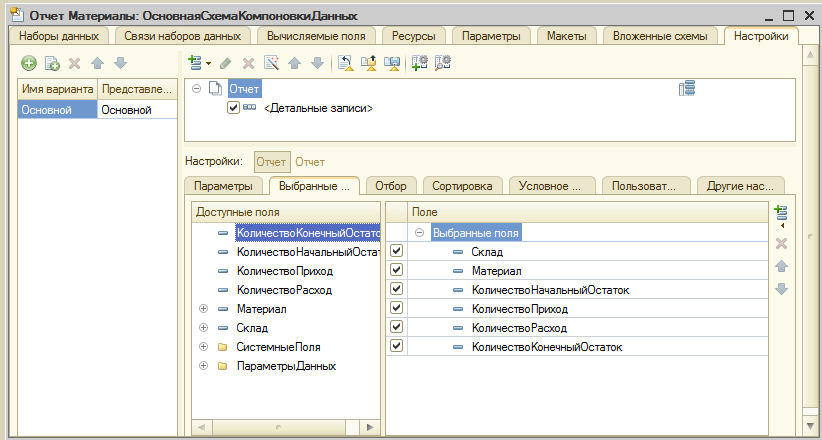 Отчет Материалы: ОсновнаяСхемаКомпоновкиДанных
Наборы данных Связи наборов данных Вычисляемые поля Ресурсы Параметры Макеты Вложенные схемы Настройки
Имя варианта Представле...
Основной Основной
Отчет
<Детальные записи>
Настройки: Отчет Отчет
Параметры Выбранные ... Отбор Сортировка Условное ... Пользоват... Другие нас...
Доступные поля
КоличествоКонечныйОстаток
КоличествоНачальныйОстат
КоличествоПриход
КоличествоРасход
Материал
Склад
СистемныеПоля
ПараметрыДанных
Поле
Выбранные поля
Склад
Материал
КоличествоНачальныйОстаток
КоличествоПриход
КоличествоРасход
КоличествоКонечныйОстаток